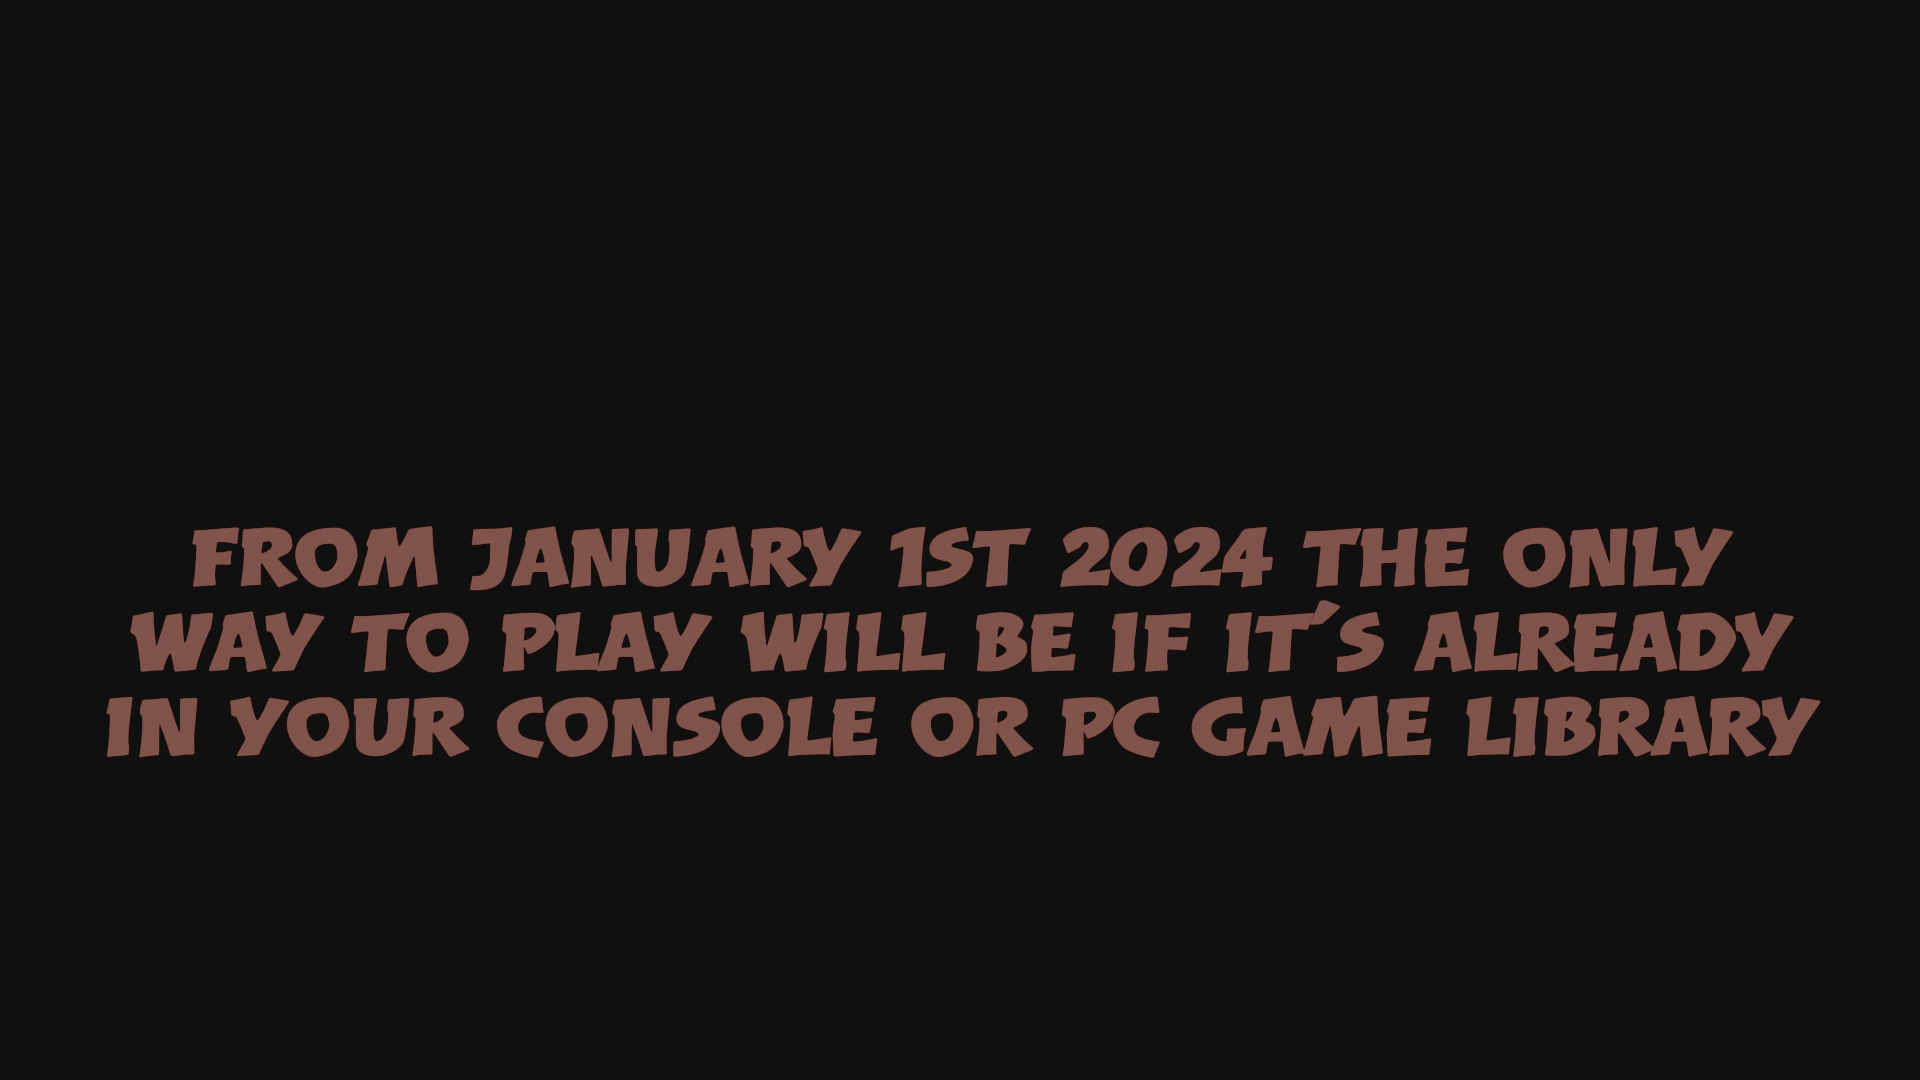 FROM JANUARY 1ST 2024 THE ONLY
WAY TO PLAY WILL BE IF IT´S ALREADY
IN YOUR CONSOLE OR PC GAME LIBRARY